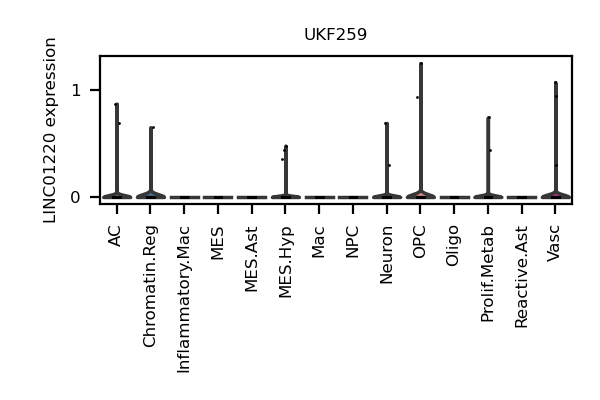 UKF259
LINC01220 expression
1
0
AC
Chromatin.Reg
Inflammatory.Mac
MES
MES.Ast
MES.Hyp
Mac
NPC
Neuron
OPC
Oligo
Prolif.Metab
Reactive.Ast
Vasc